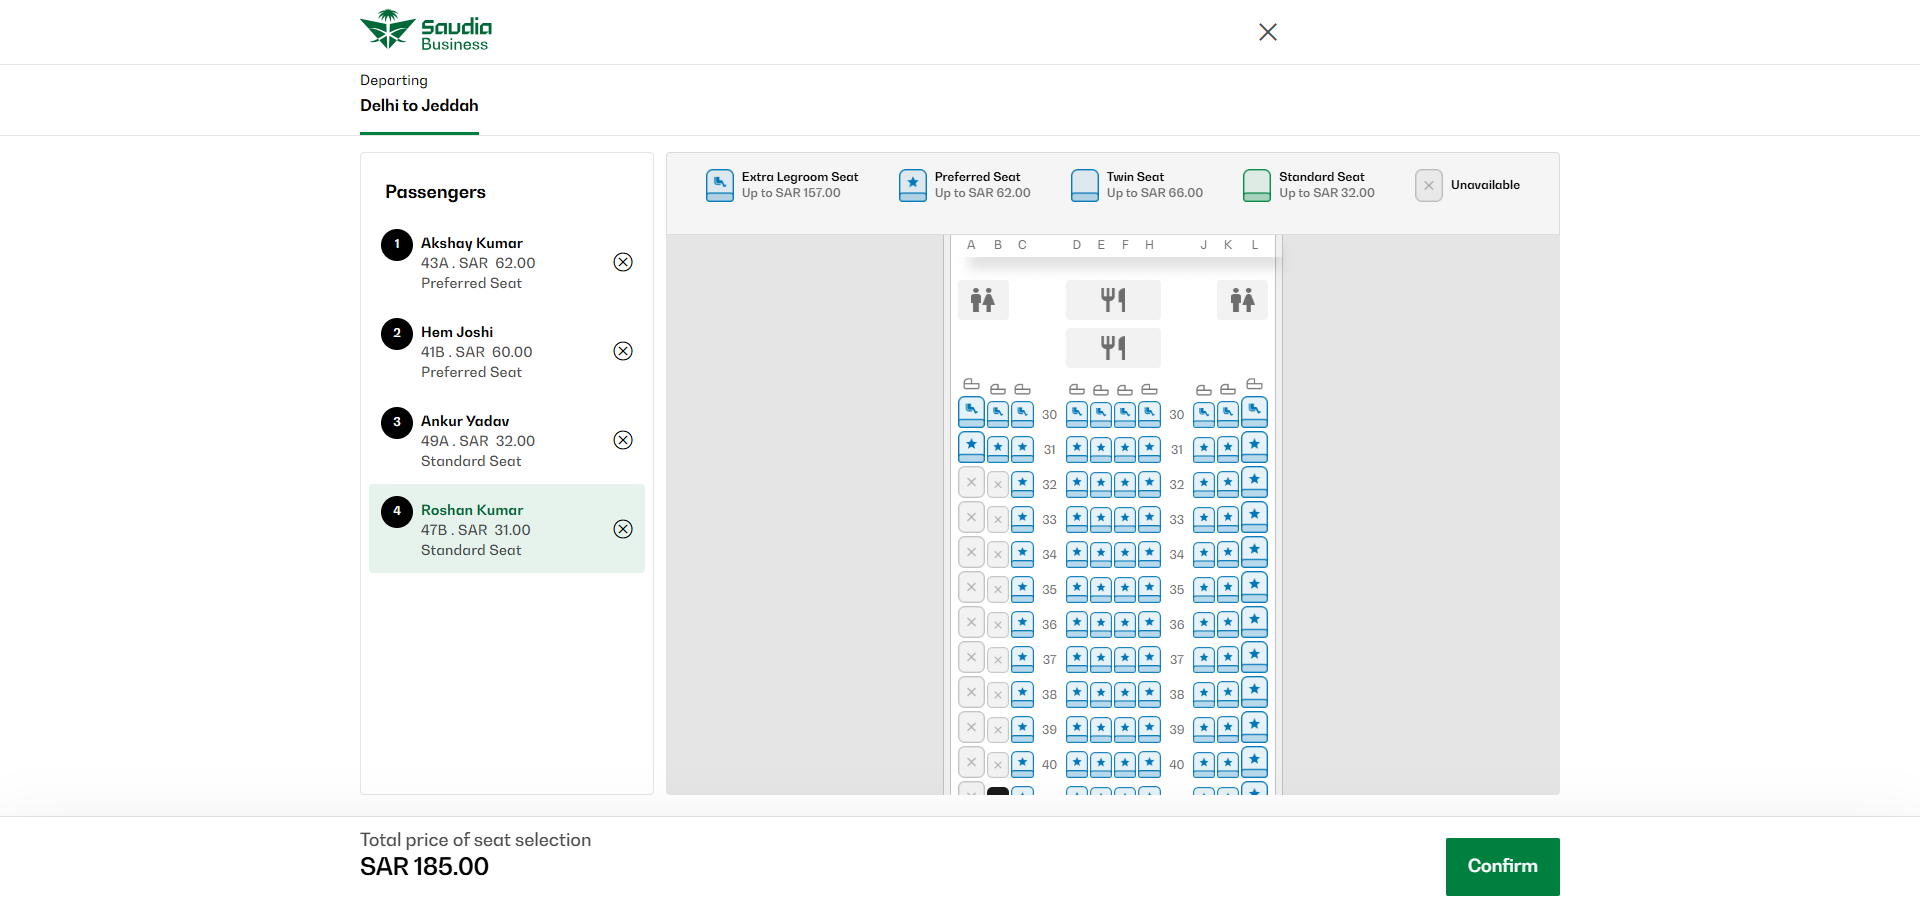 Saudia
Business
Departing
Delhi to Jeddah
Passengers
1 Akshay Kumar
43A . SAR 62.00
Preferred Seat
2 Hem Joshi
41B . SAR 60.00
Preferred Seat
3 Ankur Yadav
49A . SAR 32.00
Standard Seat
4 Roshan Kumar
47B . SAR 31.00
Standard Seat
Extra Legroom Seat
Up to SAR 157.00
Preferred Seat
Up to SAR 62.00
Twin Seat
Up to SAR 66.00
Standard Seat
Up to SAR 32.00
Unavailable
A B C D E F H J K L
30 30
31 31
32 32
33 33
34 34
35 35
36 36
37 37
38 38
39 39
40 40
Total price of seat selection
SAR 185.00
Confirm